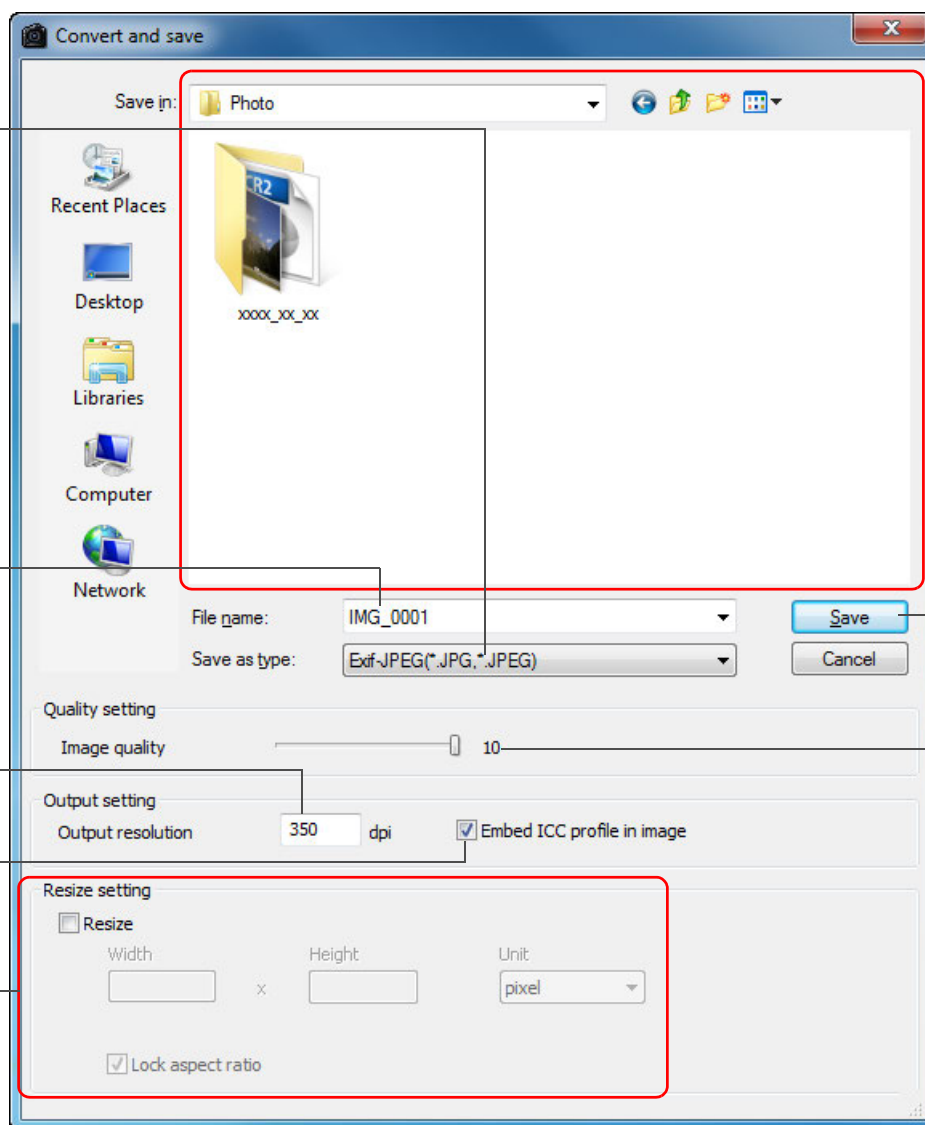 Convert and save
Save in: Photo
Recent Places
CR2
xxxx_xx_xx
Desktop
Libraries
Computer
Network
File name: IMG_0001 Save
Save as type: Exif-JPEG(*.JPG,*.JPEG) Cancel
Quality setting
Image quality 10
Output setting
Output resolution 350 dpi Embed ICC profile in image
Resize setting
Resize
Width Height Unit
x pixel
Lock aspect ratio